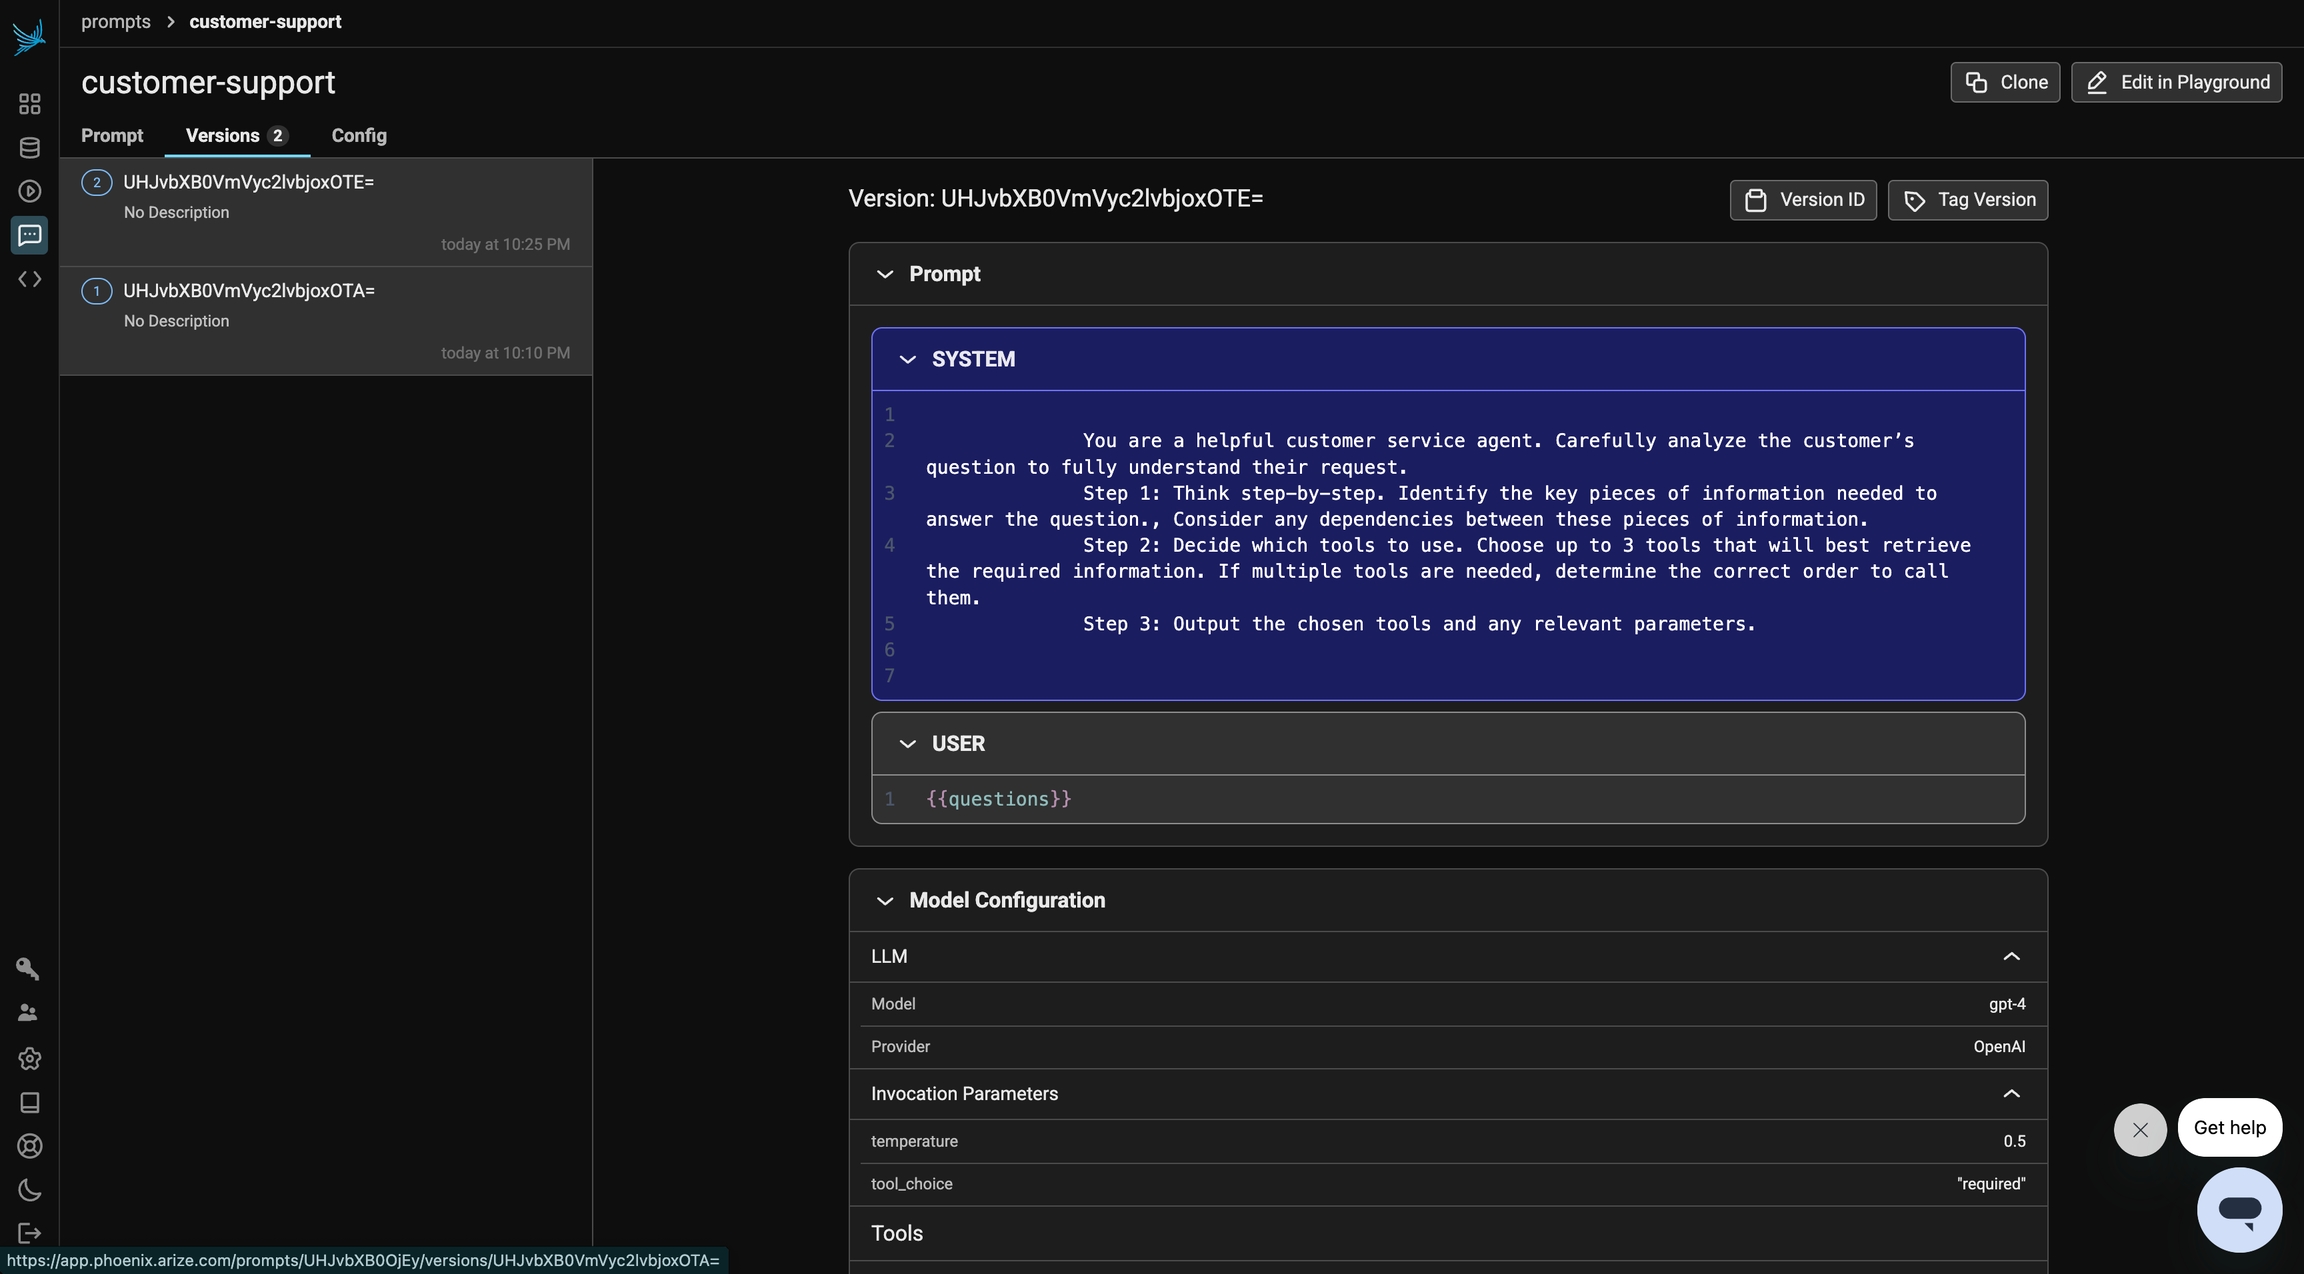 prompts > customer-support
customer-support
Clone
Edit in Playground
Prompt
Versions 2
Config
2 UHJvbXB0VmVyc2lvbjoxOTE=
No Description
today at 10:25 PM
1 UHJvbXB0VmVyc2lvbjoxOTA=
No Description
today at 10:10 PM
Version: UHJvbXB0VmVyc2lvbjoxOTE=
Version ID
Tag Version
Prompt
SYSTEM
1
2 You are a helpful customer service agent. Carefully analyze the customer’s
question to fully understand their request.
3 Step 1: Think step-by-step. Identify the key pieces of information needed to
answer the question., Consider any dependencies between these pieces of information.
4 Step 2: Decide which tools to use. Choose up to 3 tools that will best retrieve
the required information. If multiple tools are needed, determine the correct order to call
them.
5 Step 3: Output the chosen tools and any relevant parameters.
6
7
USER
1 {{questions}}
Model Configuration
LLM
Model gpt-4
Provider OpenAI
Invocation Parameters
temperature 0.5
tool_choice "required"
Tools
Get help
https://app.phoenix.arize.com/prompts/UHJvbXB0OjEy/versions/UHJvbXB0VmVyc2lvbjoxOTA=